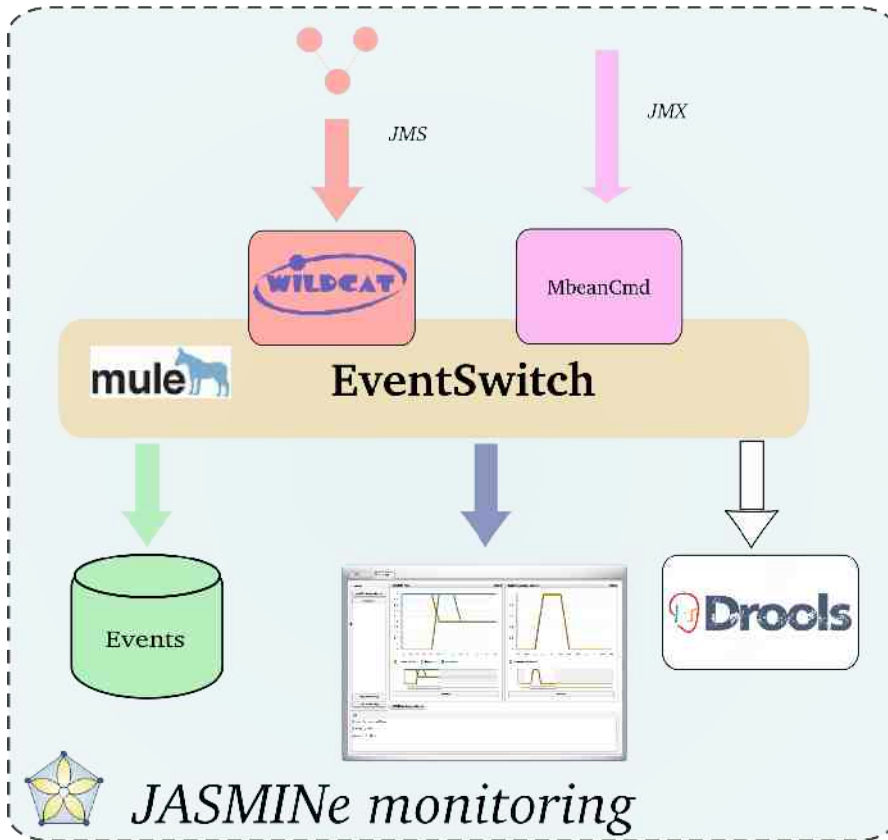 JMS
JMX
WILDCAT
MbeanCmd
mule
EventSwitch
Events
Drools
JASMINe monitoring